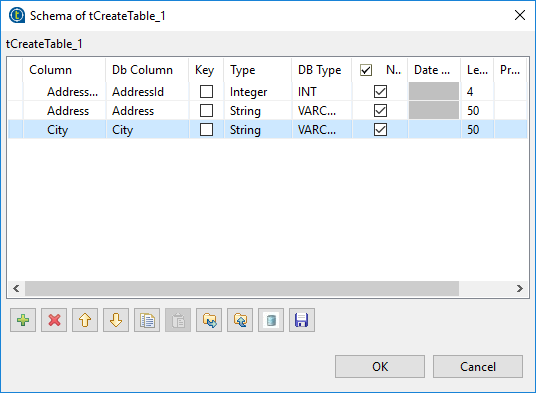 Schema of tCreateTable_1
tCreateTable_1
Column Db Column Key Type DB Type N.. Date ... Le... Pr...
Address... AddressId Integer INT 4
Address Address String VARC... 50
City City String VARC... 50
OK Cancel